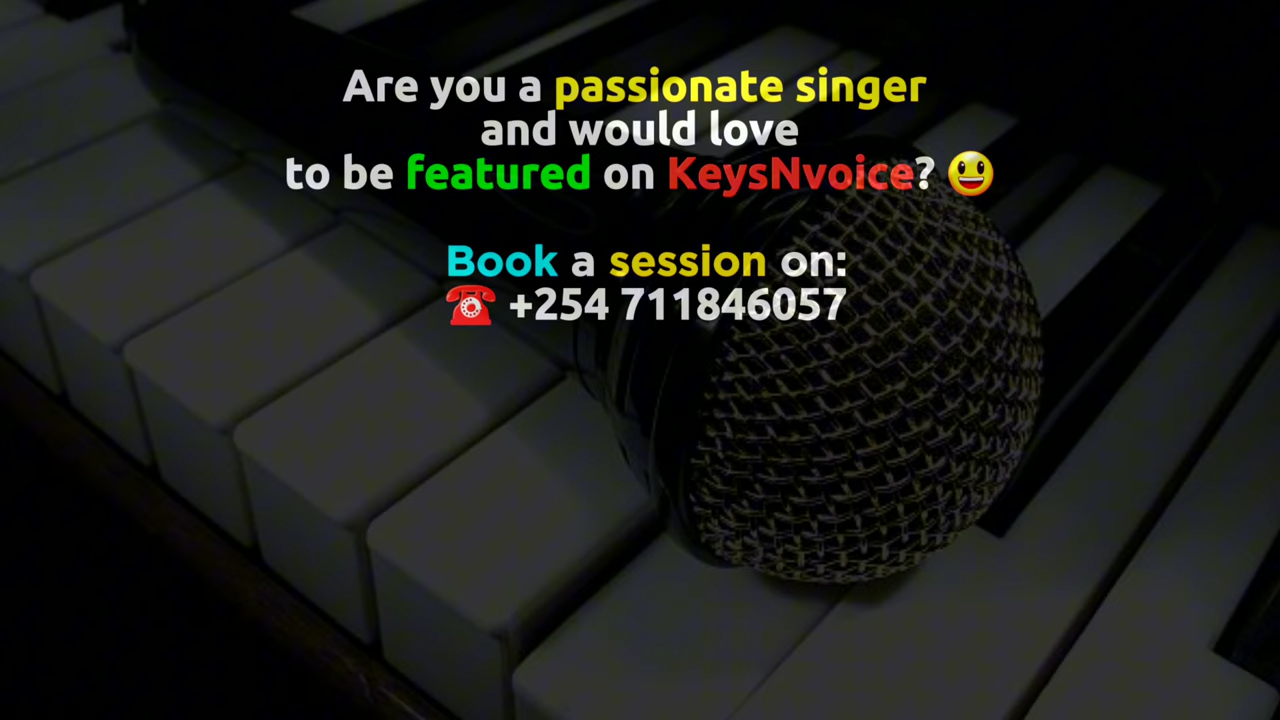 Are you a passionate singer
and would love
to be featured on KeysNvoice? 😃
Book a session on:
☎ +254 711846057